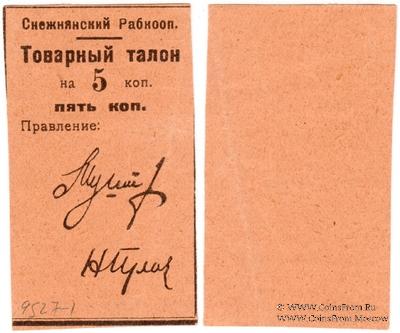 Снежнянский Рабкооп.
Товарный талон
на 5 коп.
пять коп.
Правление:
9527-1
© WWW.CoinsFrom.Ru
WWW.CoinsFrom.Moscow